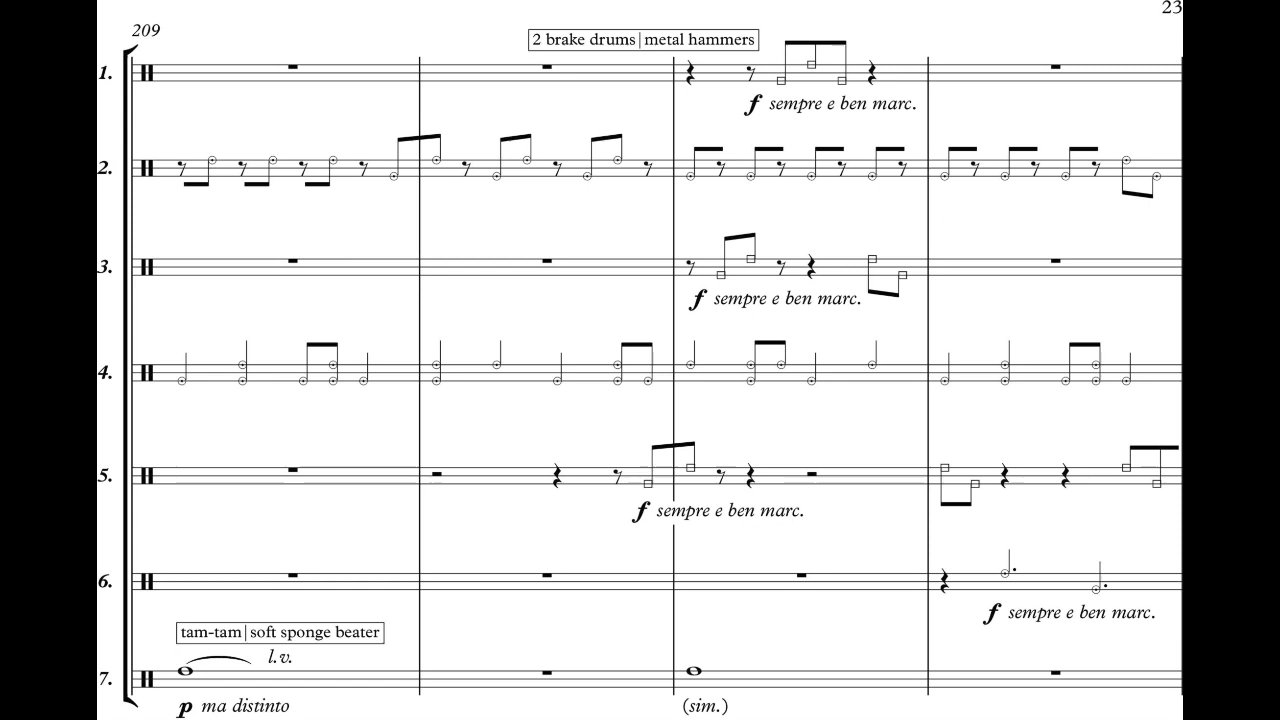 23
209
2 brake drums|metal hammers
1.
f sempre e ben marc.
2.
3.
f sempre e ben marc.
4.
5.
f sempre e ben marc.
6.
f sempre e ben marc.
tam-tam|soft sponge beater
l.v.
7.
p ma distinto
(sim.)